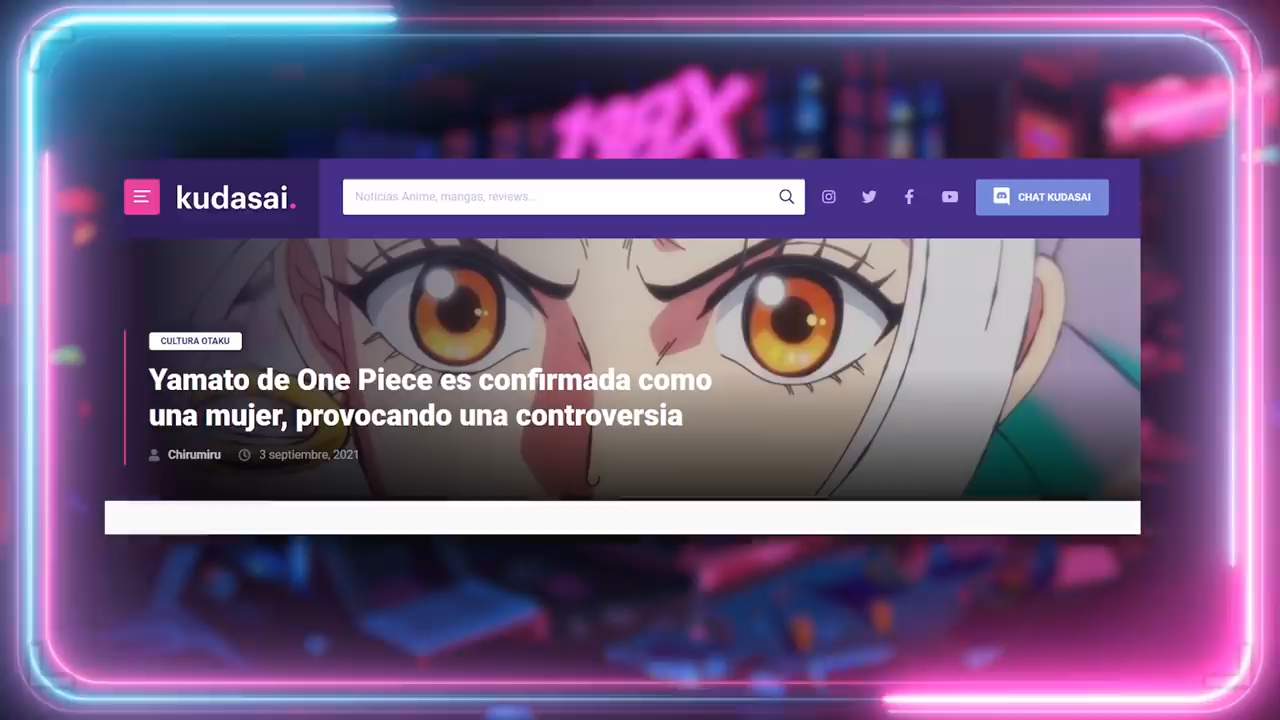 kudasai.
Noticias Anime, mangas, reviews...
CHAT KUDASAI
CULTURA OTAKU
Yamato de One Piece es confirmada como
una mujer, provocando una controversia
Chirumiru 3 septiembre, 2021